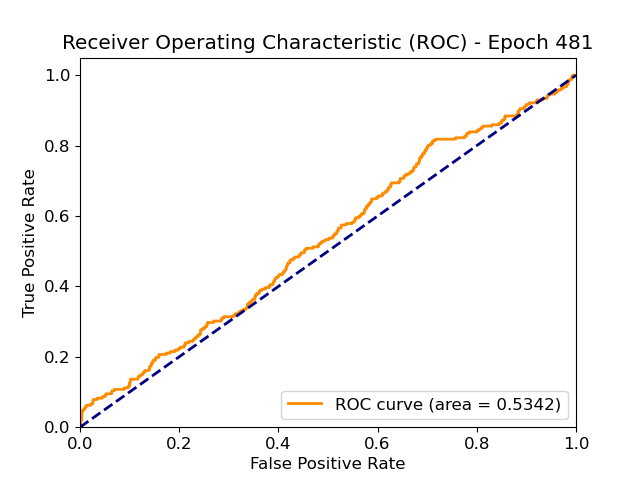 Receiver Operating Characteristic (ROC) - Epoch 481
1.0
0.8
0.6
0.4
0.2
0.0
True Positive Rate
ROC curve (area = 0.5342)
0.0 0.2 0.4 0.6 0.8 1.0
False Positive Rate